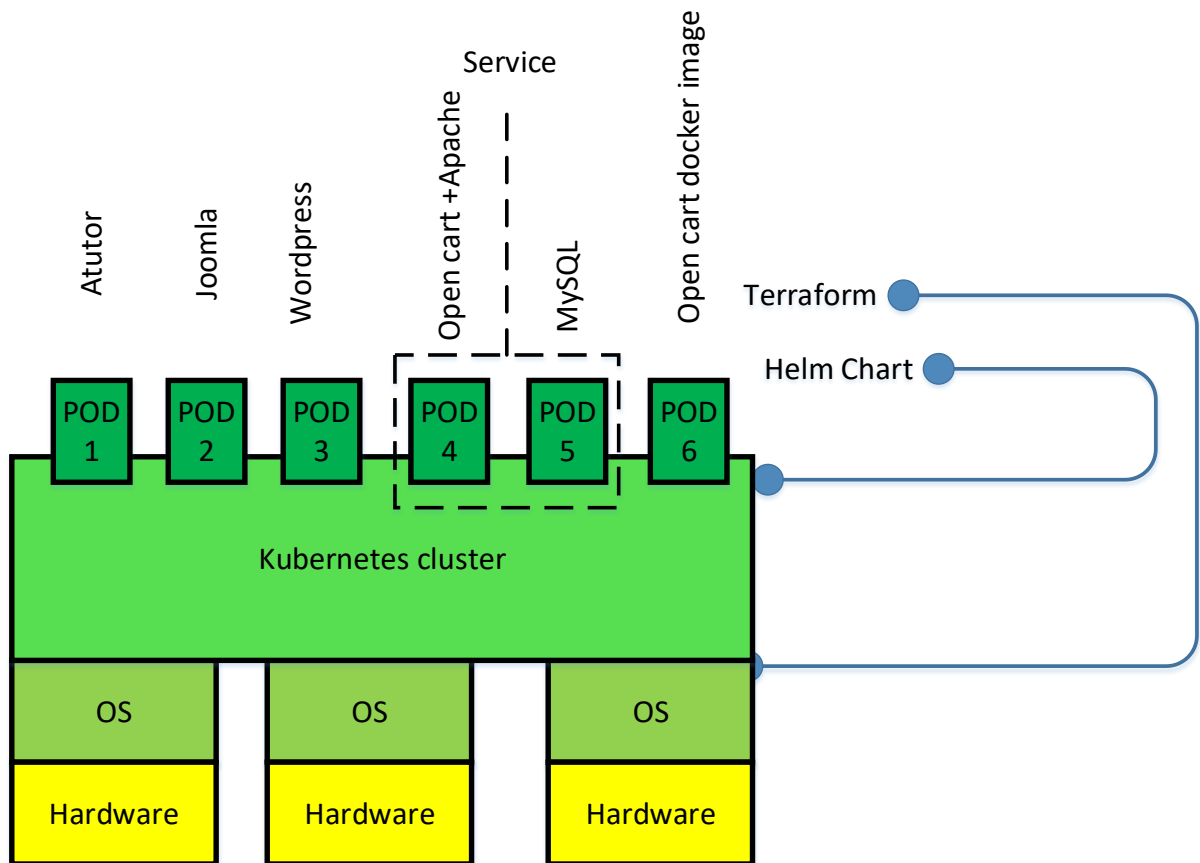 Service
Atutor
Joomla
Wordpress
Open cart +Apache
MySQL
Open cart docker image
Terraform
Helm Chart
POD
1
POD
2
POD
3
POD
4
POD
5
POD
6
Kubernetes cluster
OS
OS
OS
Hardware
Hardware
Hardware